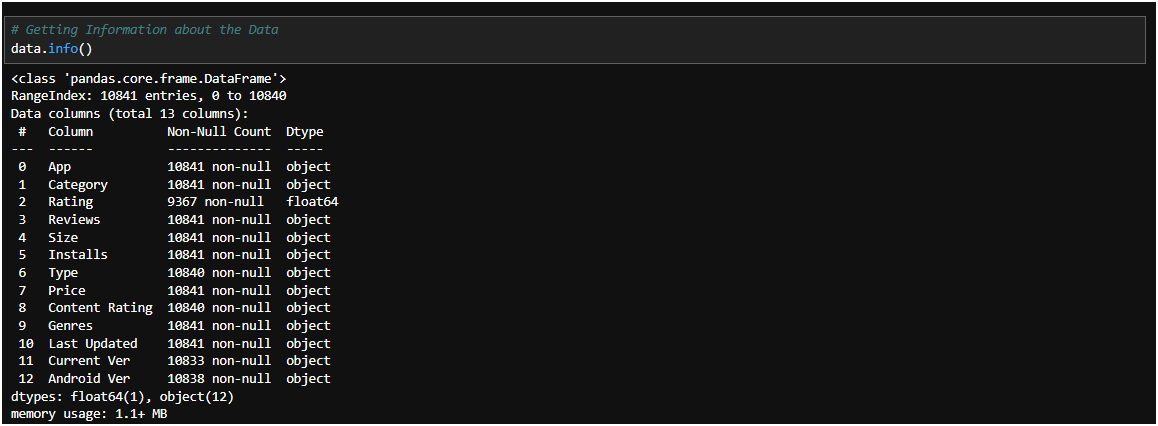 # Getting Information about the Data
data.info()
<class 'pandas.core.frame.DataFrame'>
RangeIndex: 10841 entries, 0 to 10840
Data columns (total 13 columns):
 #   Column          Non-Null Count  Dtype
---  ------          --------------  -----
 0   App             10841 non-null  object
 1   Category        10841 non-null  object
 2   Rating          9367 non-null   float64
 3   Reviews         10841 non-null  object
 4   Size            10841 non-null  object
 5   Installs        10841 non-null  object
 6   Type            10840 non-null  object
 7   Price           10841 non-null  object
 8   Content Rating  10840 non-null  object
 9   Genres          10841 non-null  object
 10  Last Updated    10841 non-null  object
 11  Current Ver     10833 non-null  object
 12  Android Ver     10838 non-null  object
dtypes: float64(1), object(12)
memory usage: 1.1+ MB